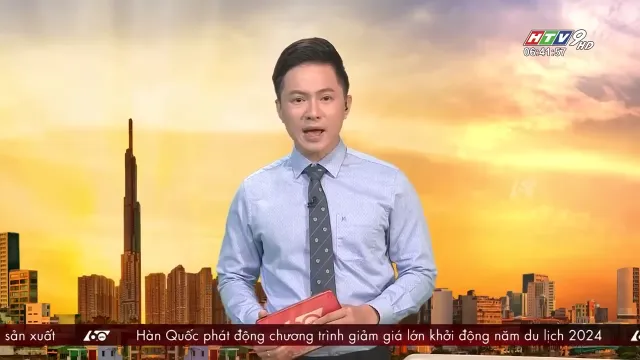 HTV9 HD
06:41:57
sản xuất
60
Hàn Quốc phát động chương trình giảm giá lớn khởi động năm du lịch 2024